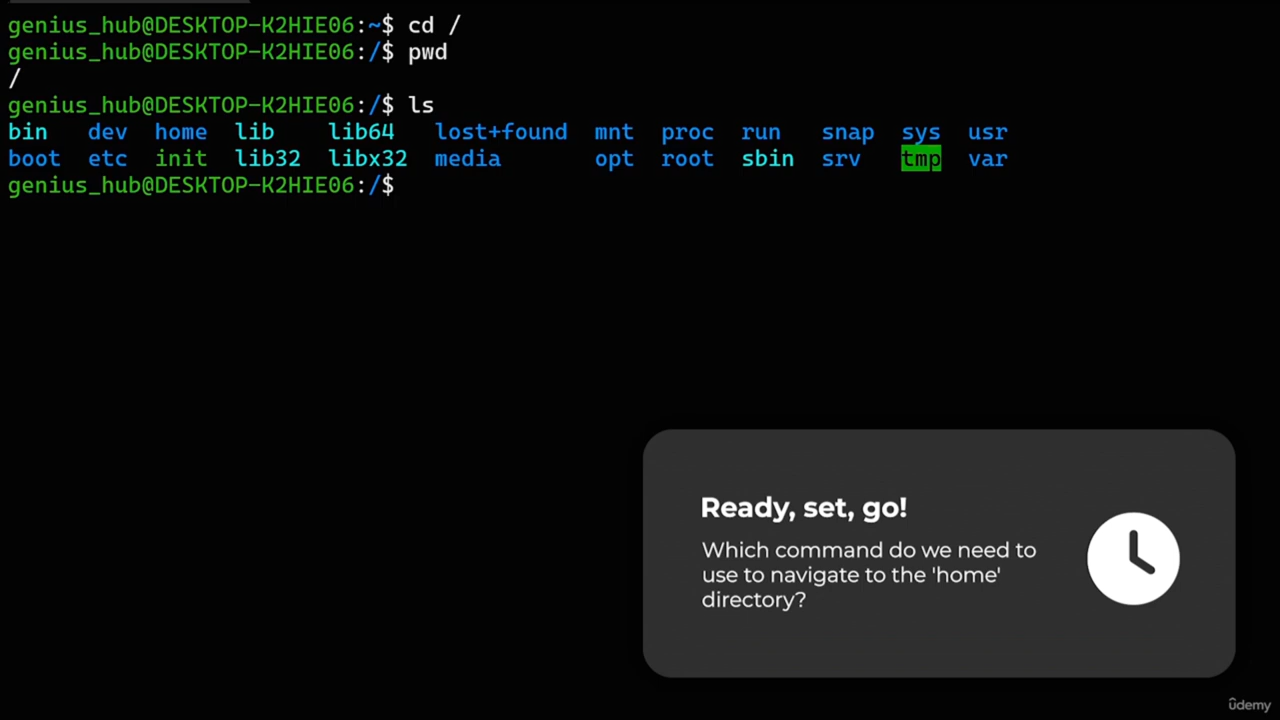 genius_hub@DESKTOP-K2HIE06:~$ cd /
genius_hub@DESKTOP-K2HIE06:/$ pwd
/
genius_hub@DESKTOP-K2HIE06:/$ ls
bin dev home lib lib64 lost+found mnt proc run snap sys usr
boot etc init lib32 libx32 media opt root sbin srv tmp var
genius_hub@DESKTOP-K2HIE06:/$
Ready, set, go!
Which command do we need to
use to navigate to the 'home'
directory?
ûdemy